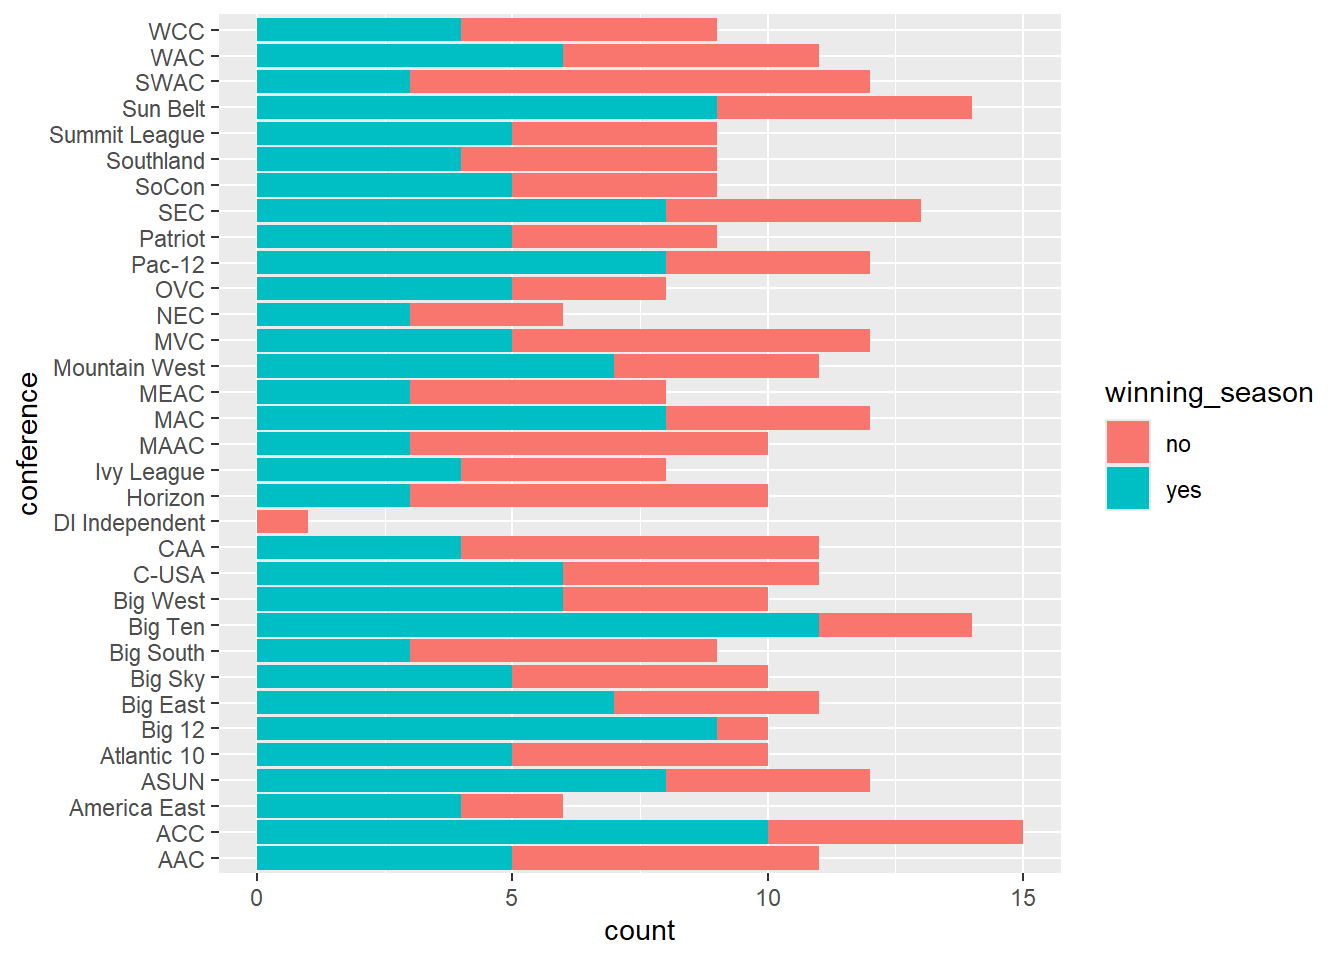 WCC
WAC
SWAC
Sun Belt
Summit League
Southland
SoCon
SEC
Patriot
Pac-12
OVC
NEC
MVC
Mountain West
MEAC
MAC
MAAC
Ivy League
Horizon
DI Independent
CAA
C-USA
Big West
Big Ten
Big South
Big Sky
Big East
Big 12
Atlantic 10
ASUN
America East
ACC
AAC
conference
0 5 10 15
count
winning_season
no
yes